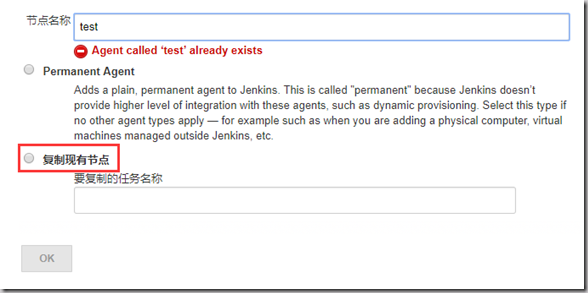 节点名称 test
Agent called ‘test’ already exists
Permanent Agent
Adds a plain, permanent agent to Jenkins. This is called "permanent" because Jenkins doesn’t
provide higher level of integration with these agents, such as dynamic provisioning. Select this type if
no other agent types apply — for example such as when you are adding a physical computer, virtual
machines managed outside Jenkins, etc.
复制现有节点
要复制的任务名称
OK